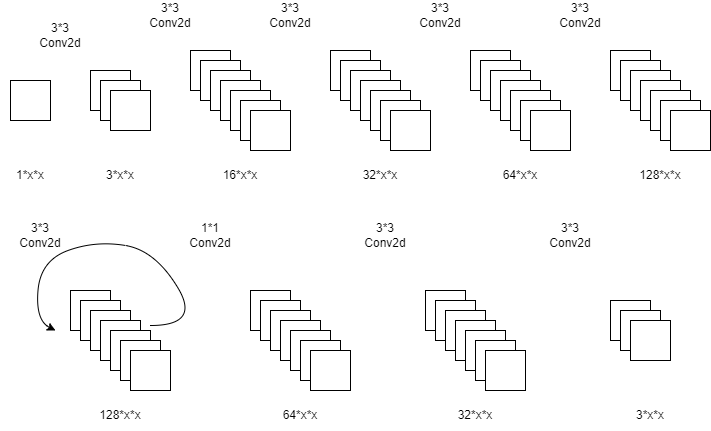 3*3
Conv2d
3*3
Conv2d
3*3
Conv2d
3*3
Conv2d
3*3
Conv2d
1*x*x
3*x*x
16*x*x
32*x*x
64*x*x
128*x*x
3*3
Conv2d
1*1
Conv2d
3*3
Conv2d
3*3
Conv2d
128*x*x
64*x*x
32*x*x
3*x*x